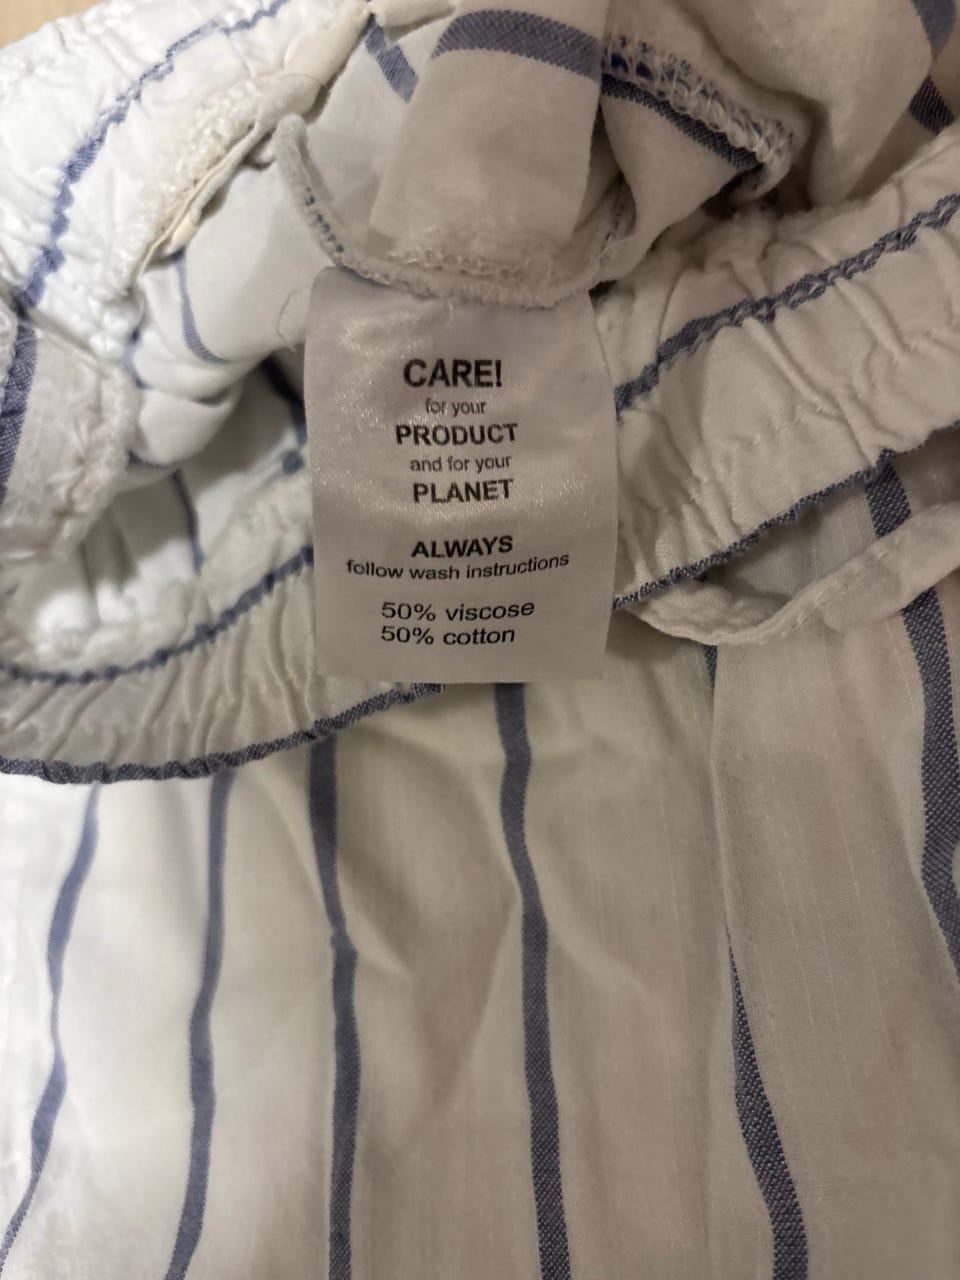 CARE!
for your
PRODUCT
and for your
PLANET
ALWAYS
follow wash instructions
50% viscose
50% cotton